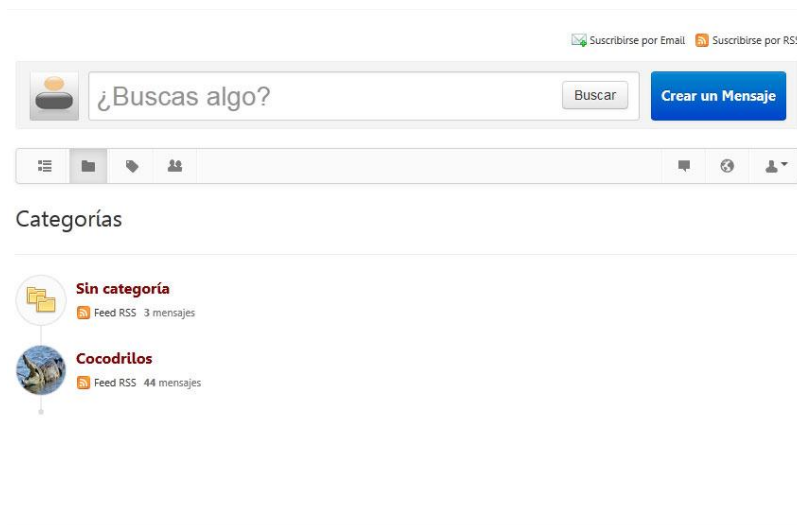 Suscribirse por Email Suscribirse por RSS
¿Buscas algo? Buscar Crear un Mensaje
Categorías
Sin categoría
Feed RSS 3 mensajes
Cocodrilos
Feed RSS 44 mensajes